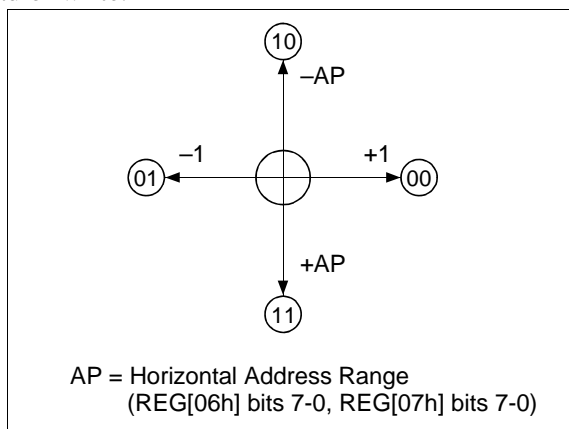 10
–AP
–1
+1
01
00
+AP
11
AP = Horizontal Address Range
(REG[06h] bits 7-0, REG[07h] bits 7-0)